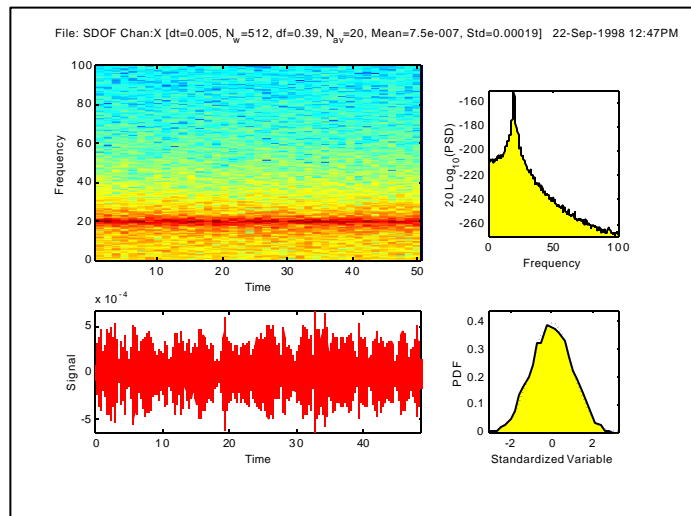 File: SDOF Chan:X [dt=0.005, N_w=512, df=0.39, N_av=20, Mean=7.5e-007, Std=0.00019] 22-Sep-1998 12:47PM
100
80
60
40
20
0
Frequency
10 20 30 40 50
Time
-160
-180
-200
-220
-240
-260
20 Log_10(PSD)
0 50 100
Frequency
x 10^-4
5
0
-5
Signal
0 10 20 30 40
Time
0.4
0.3
0.2
0.1
0
PDF
-2 0 2
Standardized Variable